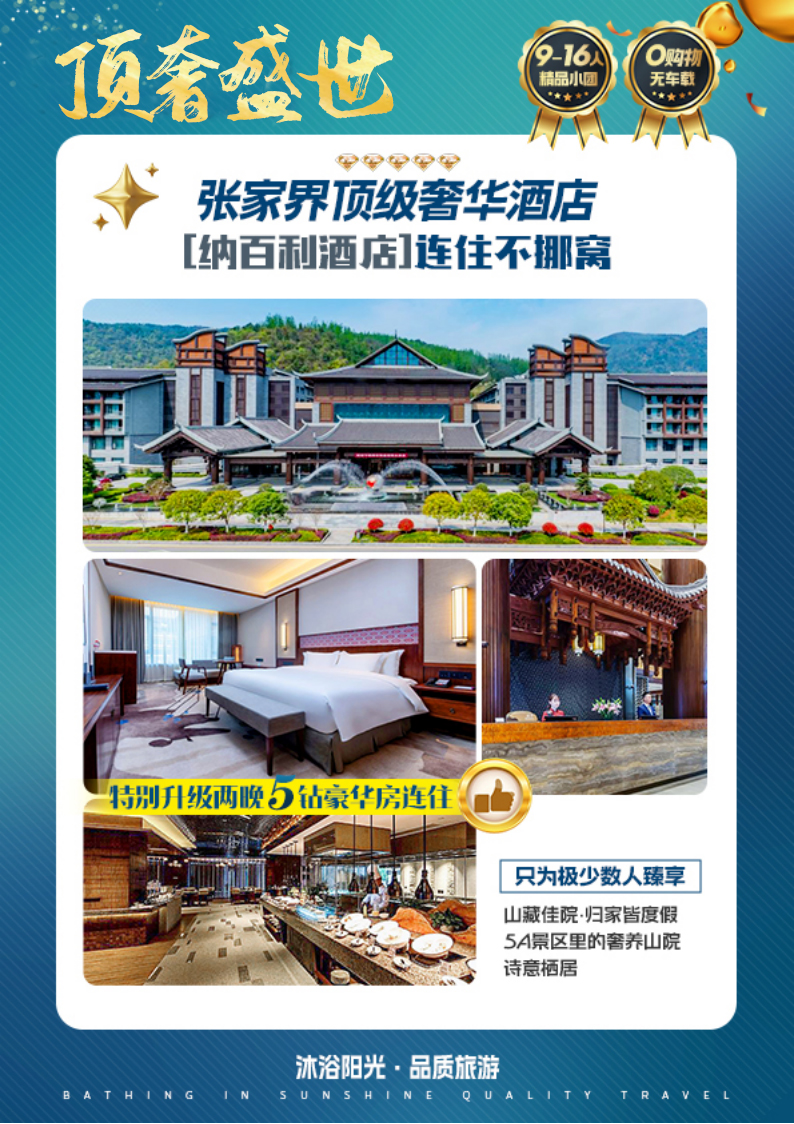 顶奢盛世
9-16人
精品小团
0购物
无车载
张家界顶级奢华酒店
[纳百利酒店]连住不挪窝
特别升级两晚5钻豪华房连住
只为极少数人臻享
山藏佳院·归家皆度假
5A景区里的奢养山院
诗意栖居
沐浴阳光·品质旅游
BATHING IN SUNSHINE QUALITY TRAVEL